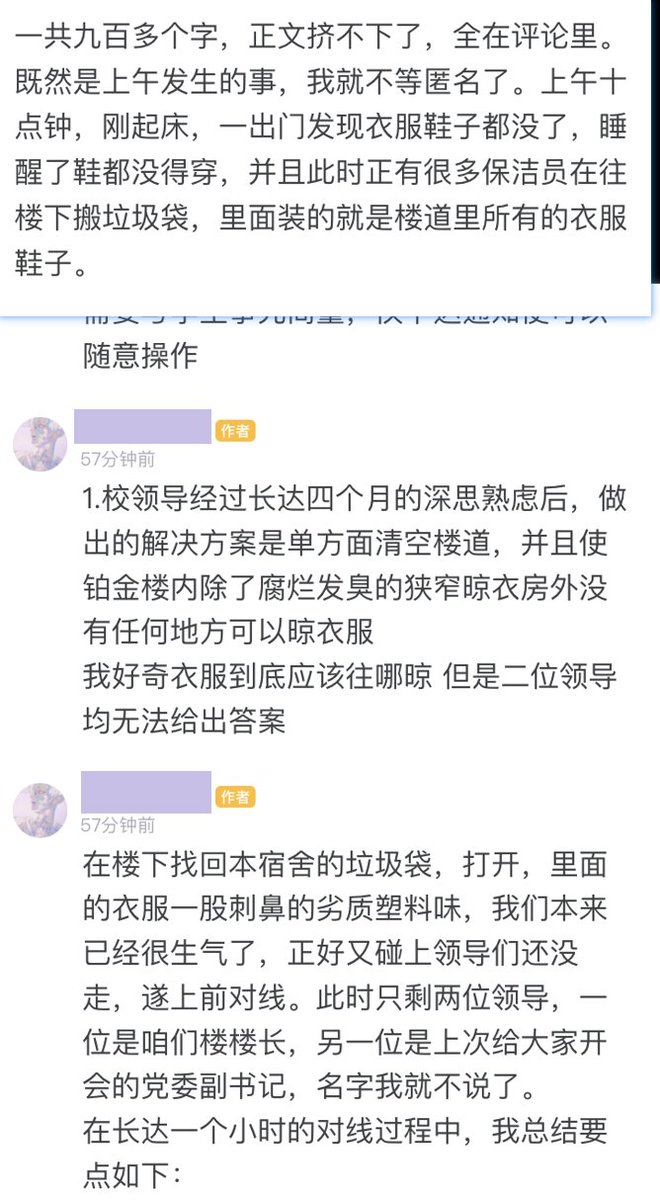 一共九百多个字，正文挤不下了，全在评论里。
既然是上午发生的事，我就不等匿名了。上午十
点钟，刚起床，一出门发现衣服鞋子都没了，睡
醒了鞋都没得穿，并且此时正有很多保洁员在往
楼下搬垃圾袋，里面装的就是楼道里所有的衣服
鞋子。
随意操作
作者
57分钟前
1.校领导经过长达四个月的深思熟虑后，做
出的解决方案是单方面清空楼道，并且使
铂金楼内除了腐烂发臭的狭窄晾衣房外没
有任何地方可以晾衣服
我好奇衣服到底应该往哪晾 但是二位领导
均无法给出答案
作者
57分钟前
在楼下找回本宿舍的垃圾袋，打开，里面
的衣服一股刺鼻的劣质塑料味，我们本来
已经很生气了，正好又碰上领导们还没
走，遂上前对线。此时只剩两位领导，一
位是咱们楼楼长，另一位是上次给大家开
会的党委副书记，名字我就不说了。
在长达一个小时的对线过程中，我总结要
点如下：